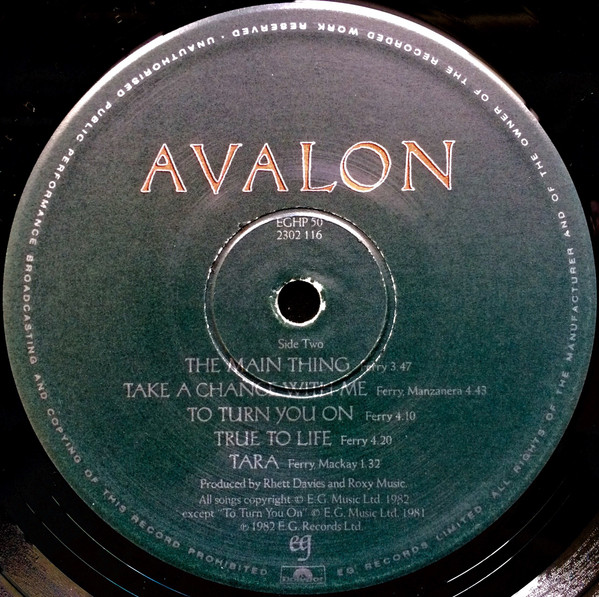 AVALON
EGHP 50
2302 116
Side Two
THE MAIN THING Ferry 3.47
TAKE A CHANCE WITH ME Ferry, Manzanera 4.43
TO TURN YOU ON Ferry 4.10
TRUE TO LIFE Ferry 4.20
TARA Ferry, Mackay 1.32
Produced by Rhett Davies and Roxy Music.
All songs copyright © E.G. Music Ltd. 1982
except "To Turn You On" © E.G. Music Ltd. 1981
℗ 1982 E.G. Records Ltd.
eg
Polydor
EG RECORDS LIMITED · ALL RIGHTS OF THE MANUFACTURER AND OF THE OWNER OF THE RECORDED WORK RESERVED · UNAUTHORISED PUBLIC PERFORMANCE BROADCASTING AND COPYING OF THIS RECORD PROHIBITED